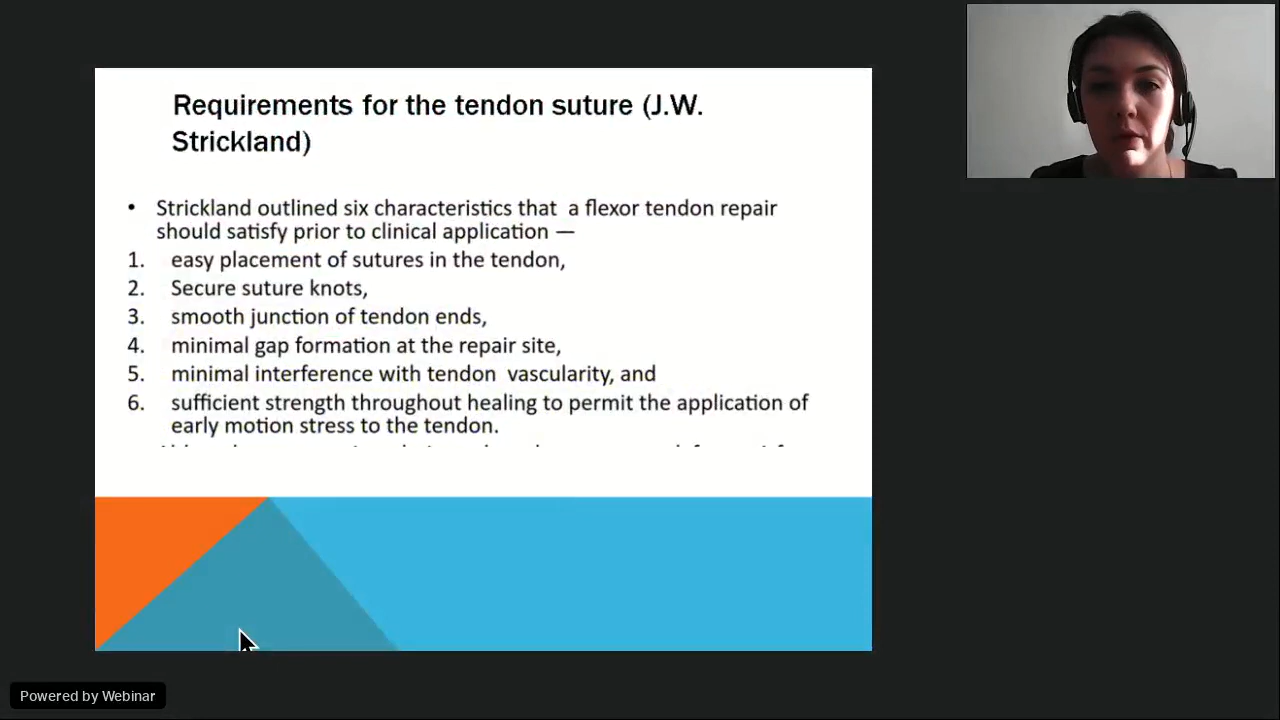 Requirements for the tendon suture (J.W.
Strickland)
• Strickland outlined six characteristics that  a flexor tendon repair
should satisfy prior to clinical application —
1. easy placement of sutures in the tendon,
2. Secure suture knots,
3. smooth junction of tendon ends,
4. minimal gap formation at the repair site,
5. minimal interference with tendon  vascularity, and
6. sufficient strength throughout healing to permit the application of
early motion stress to the tendon.
Powered by Webinar